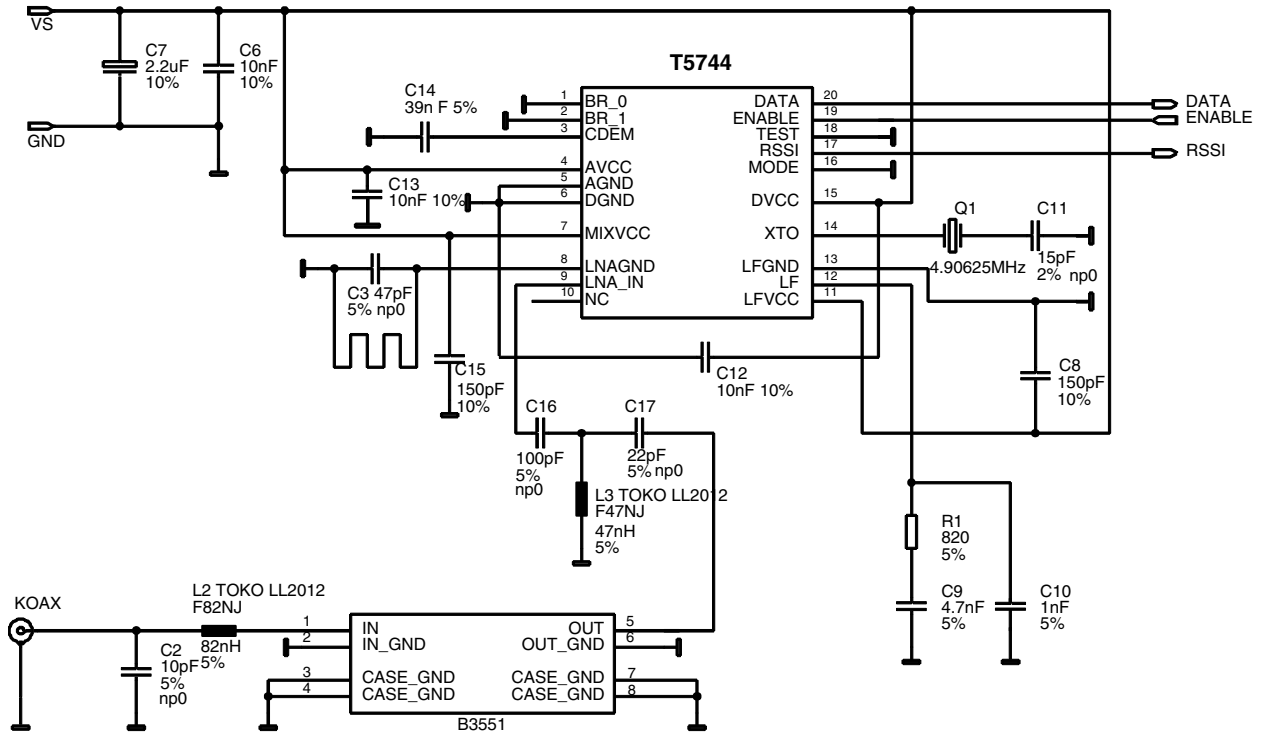 VS
C7
2.2uF
10%
C6
10nF
10%
GND
T5744
C14
39n F 5%
1
BR_0
2
BR_1
3
CDEM
4
AVCC
5
AGND
6
DGND
7
MIXVCC
8
LNAGND
9
LNA_IN
10
NC
DATA
20
ENABLE
19
TEST
18
RSSI
17
MODE
16
DVCC
15
XTO
14
LFGND
13
LF
12
LFVCC
11
DATA
ENABLE
RSSI
C13
10nF 10%
Q1
4.90625MHz
C11
15pF
2% np0
C3 47pF
5% np0
C15
150pF
10%
C12
10nF 10%
C8
150pF
10%
C16
100pF
5%
np0
C17
22pF
5% np0
L3 TOKO LL2012
F47NJ
47nH
5%
R1
820
5%
C9
4.7nF
5%
C10
1nF
5%
KOAX
L2 TOKO LL2012
F82NJ
82nH
5%
C2
10pF
5%
np0
1
IN
2
IN_GND
3
CASE_GND
4
CASE_GND
OUT
5
OUT_GND
6
CASE_GND
7
CASE_GND
8
B3551